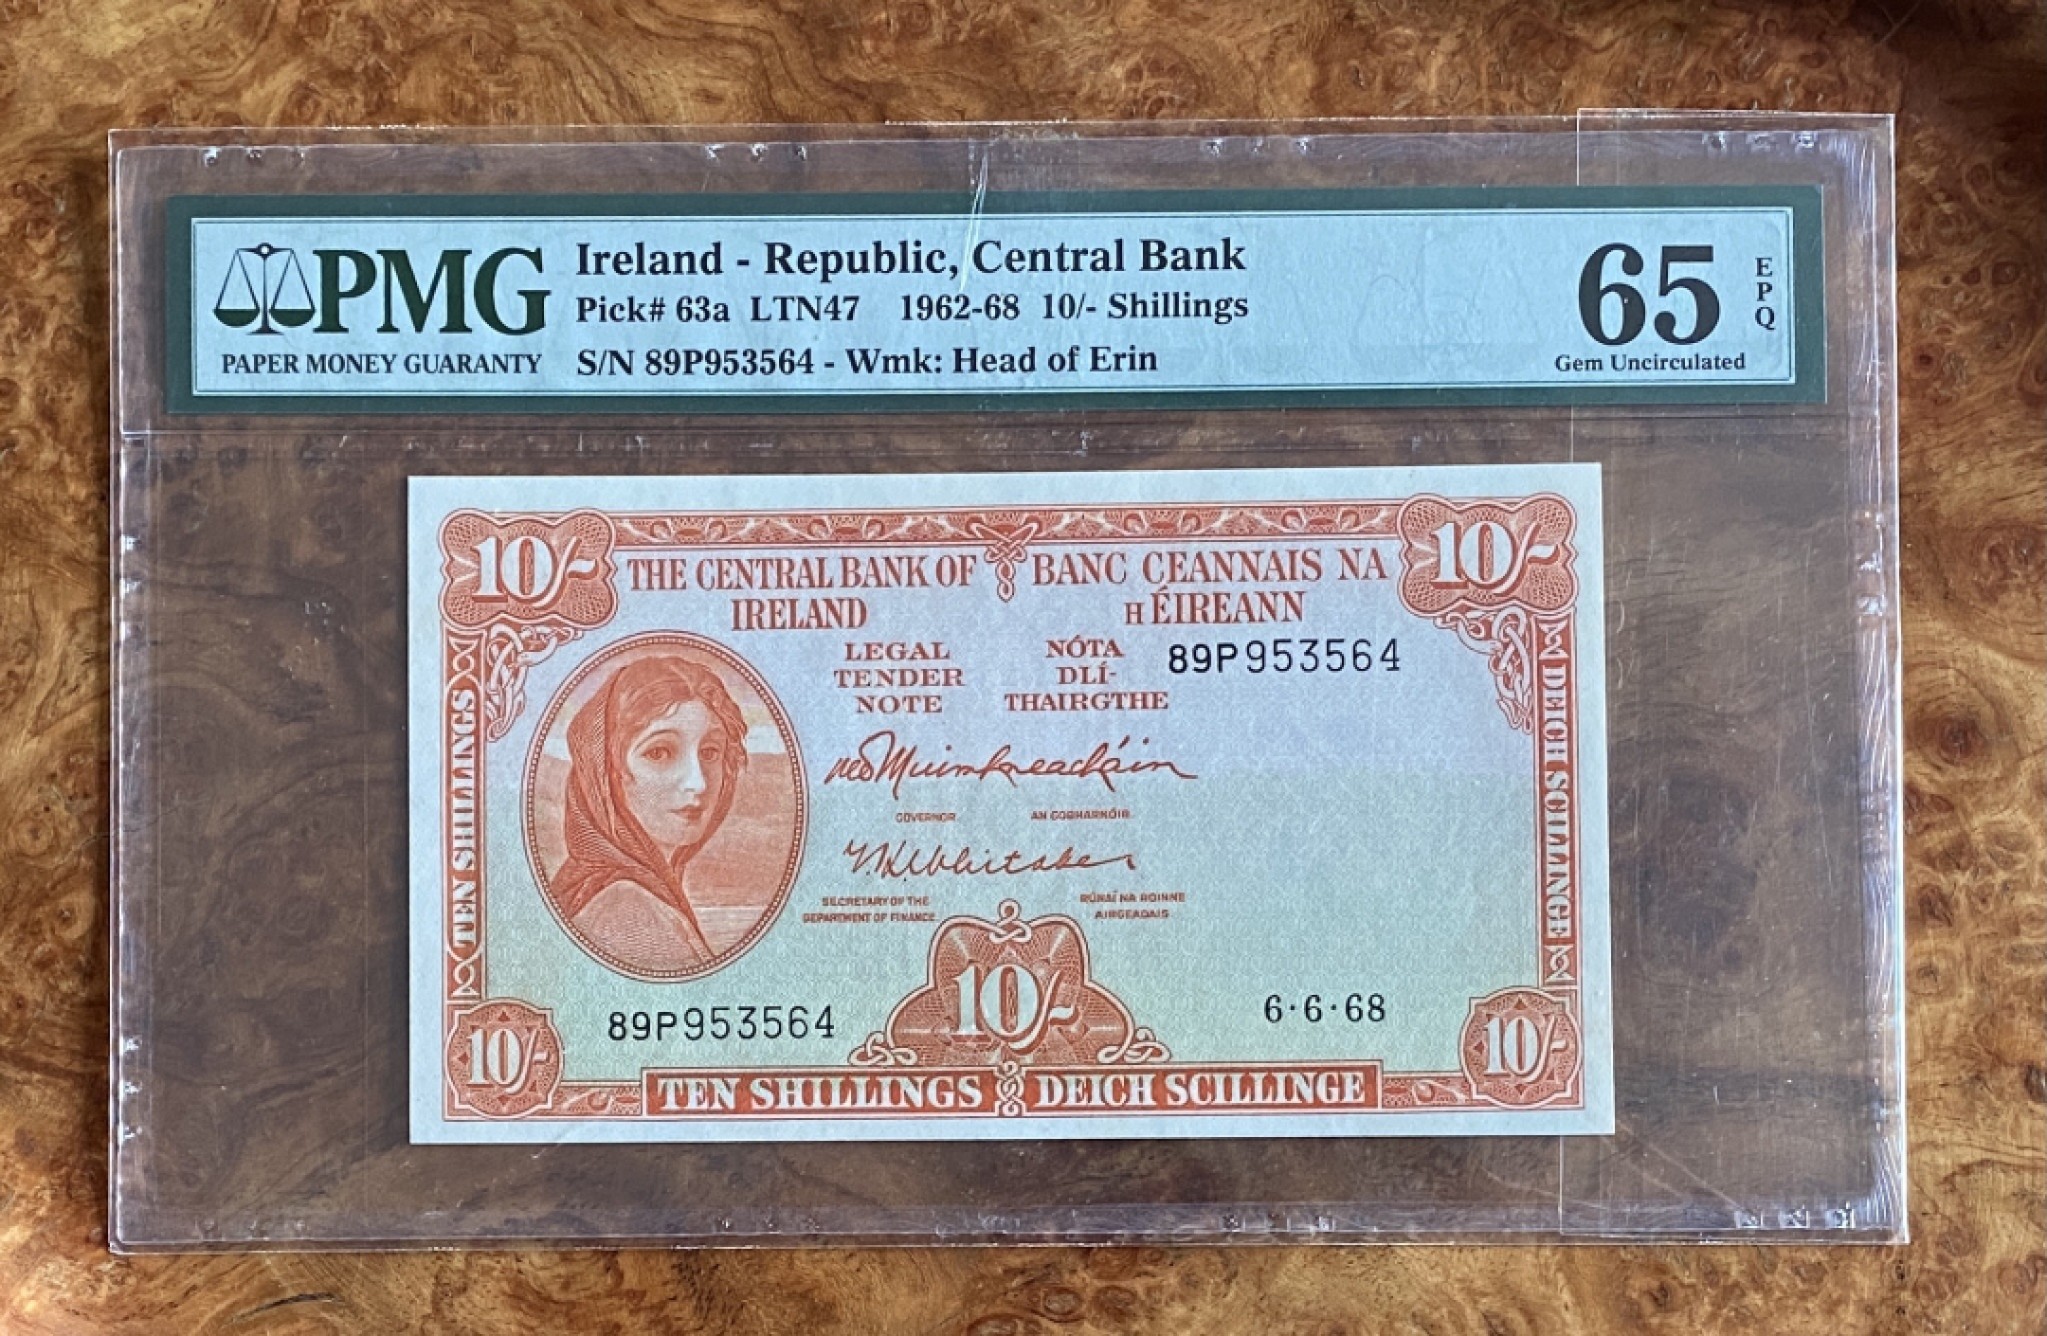 PMG
PAPER MONEY GUARANTY
Ireland - Republic, Central Bank
Pick# 63a LTN47 1962-68 10/- Shillings
S/N 89P953564 - Wmk: Head of Erin
65
EPQ
Gem Uncirculated
10/-
10/-
THE CENTRAL BANK OF
IRELAND
BANC CEANNAIS NA
H ÉIREANN
LEGAL
TENDER
NOTE
NÓTA
DLÍ-
THAIRGTHE
89P953564
TEN SHILLINGS
DEICH SCILLINGE
GOVERNOR
AN GOBHARNÓIR
T.K. Whitaker
SECRETARY OF THE
DEPARTMENT OF FINANCE
RÚNAÍ NA ROINNE
AIRGEADAIS
89P953564
10/-
6·6·68
10/-
10/-
TEN SHILLINGS
DEICH SCILLINGE